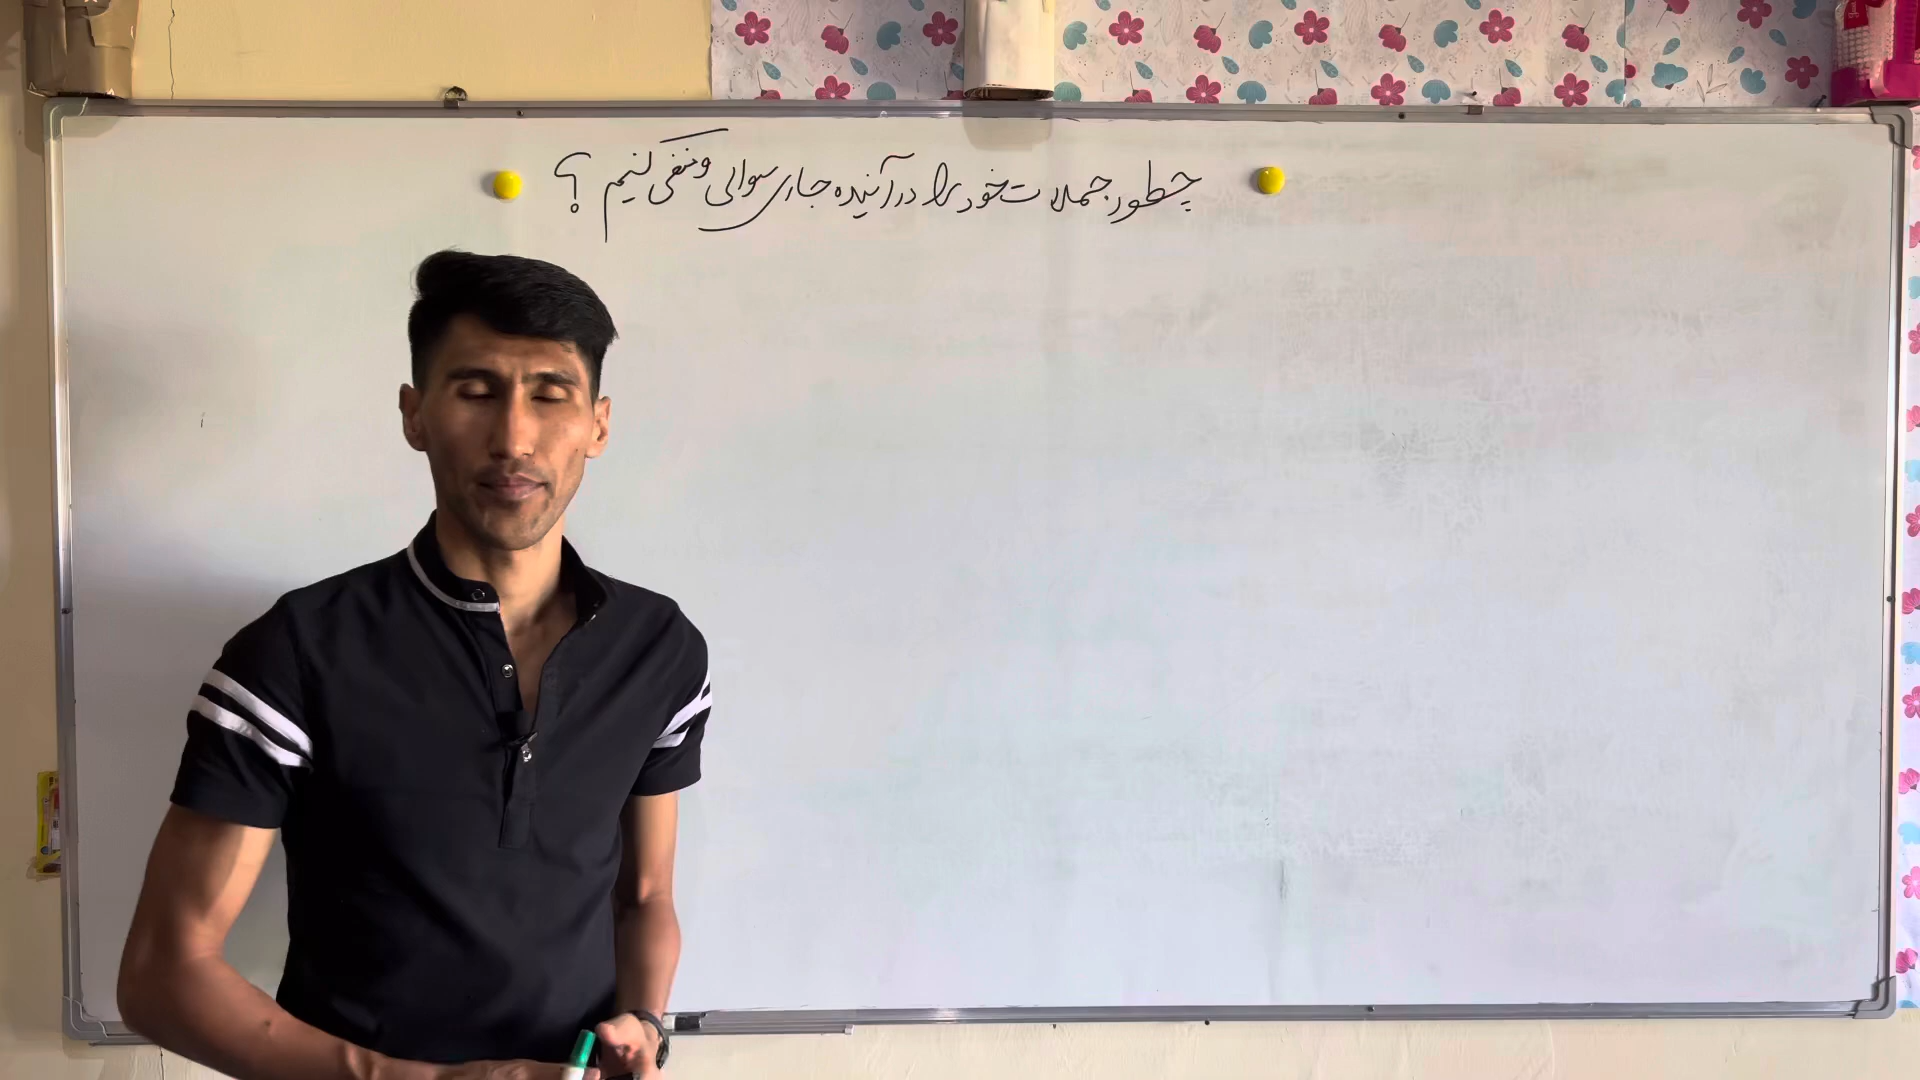 چطور جملات خود را در آینده جاری سوالی و منفی کنیم ؟